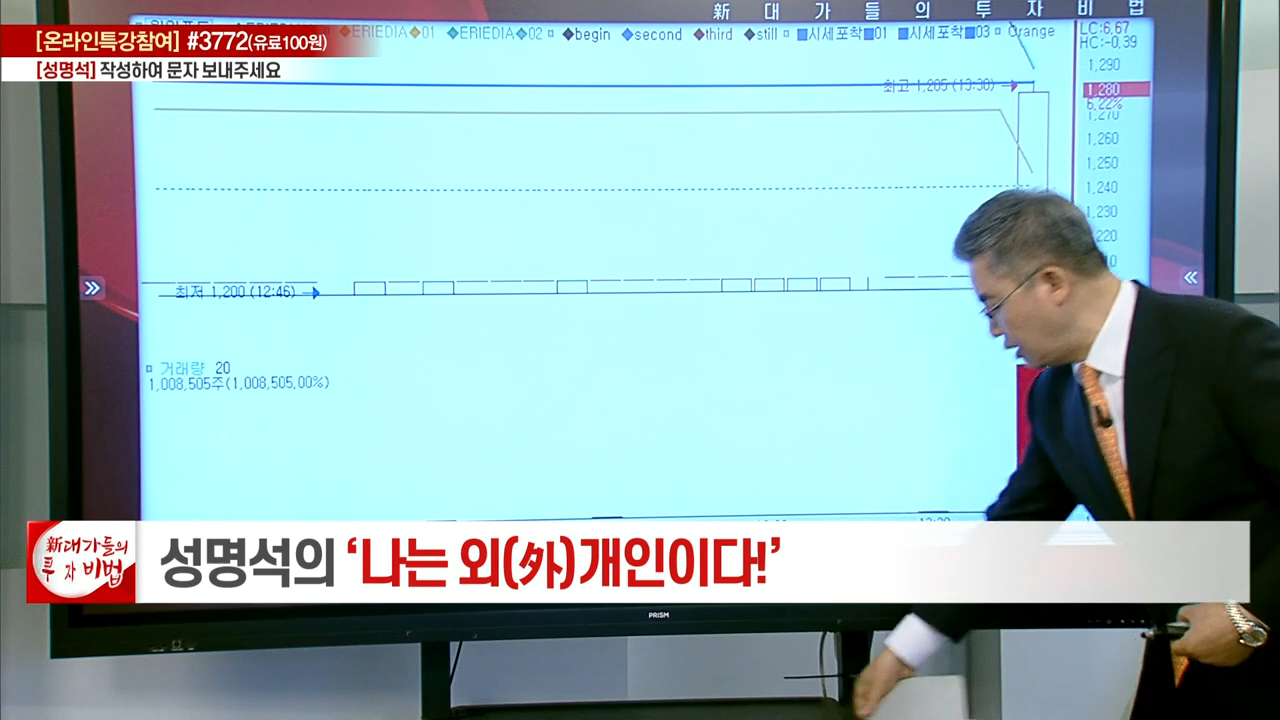 新 대 가 들 의 투 자 비 법
[온라인특강참여] #3772(유료100원)
[성명석] 작성하여 문자 보내주세요
ERIEDIA 01 ERIEDIA 02 begin second third still 시세포착 01 시세포착 03 Orange
LC:6,67
HC:-0,39
1,290
최고 1,285 (13:30)
1,280
6,22%
1,270
1,260
1,250
1,240
1,230
최저 1,200 (12:46)
거래량 20
1,008,505주(1,008,505,00%)
新대가들의
투자 비법
성명석의 '나는 외(外)개인이다!'
PRISM